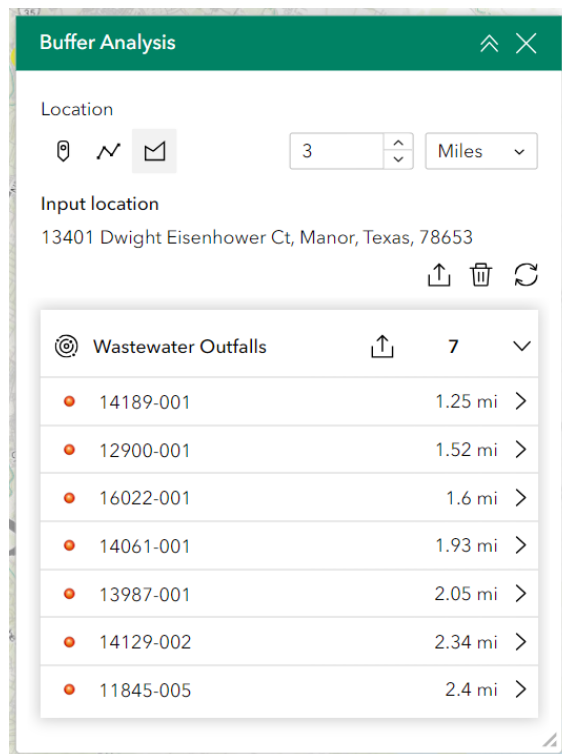 Buffer Analysis
Location
3 Miles
Input location
13401 Dwight Eisenhower Ct, Manor, Texas, 78653
Wastewater Outfalls 7
14189-001 1.25 mi
12900-001 1.52 mi
16022-001 1.6 mi
14061-001 1.93 mi
13987-001 2.05 mi
14129-002 2.34 mi
11845-005 2.4 mi